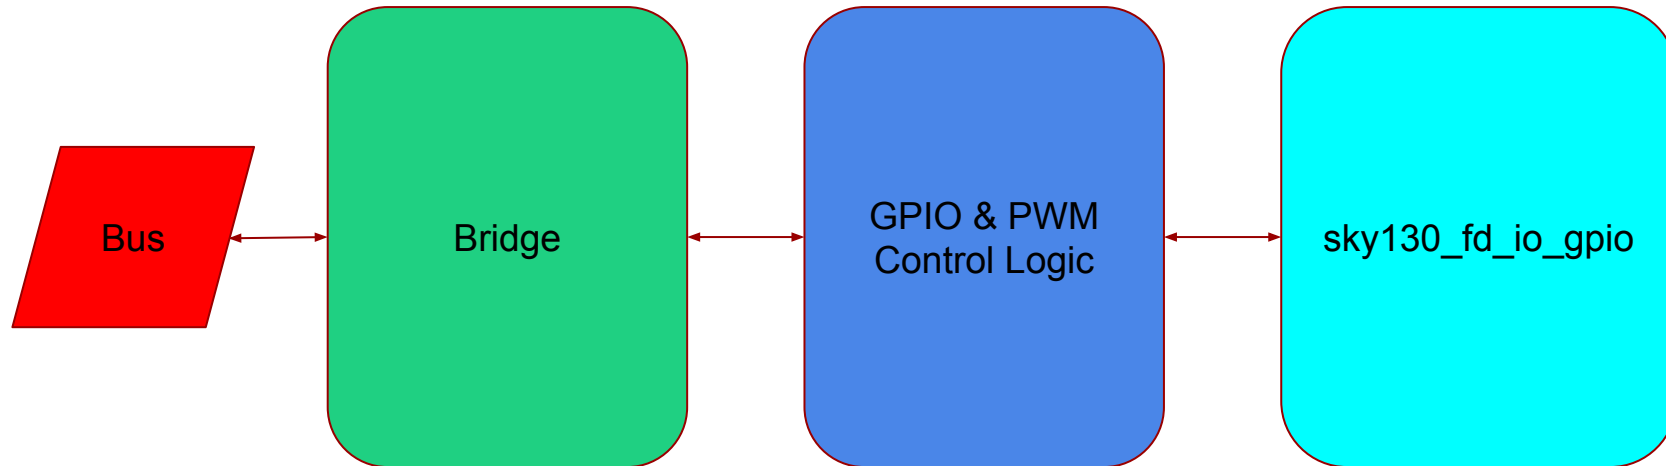 Bus
Bridge
GPIO & PWM
Control Logic
sky130_fd_io_gpio